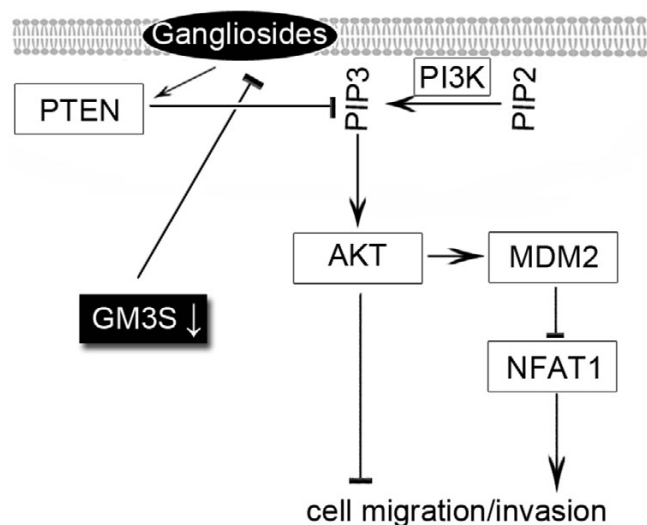 Gangliosides
PTEN
PIP3
PI3K
PIP2
AKT
MDM2
GM3S ↓
NFAT1
cell migration/invasion